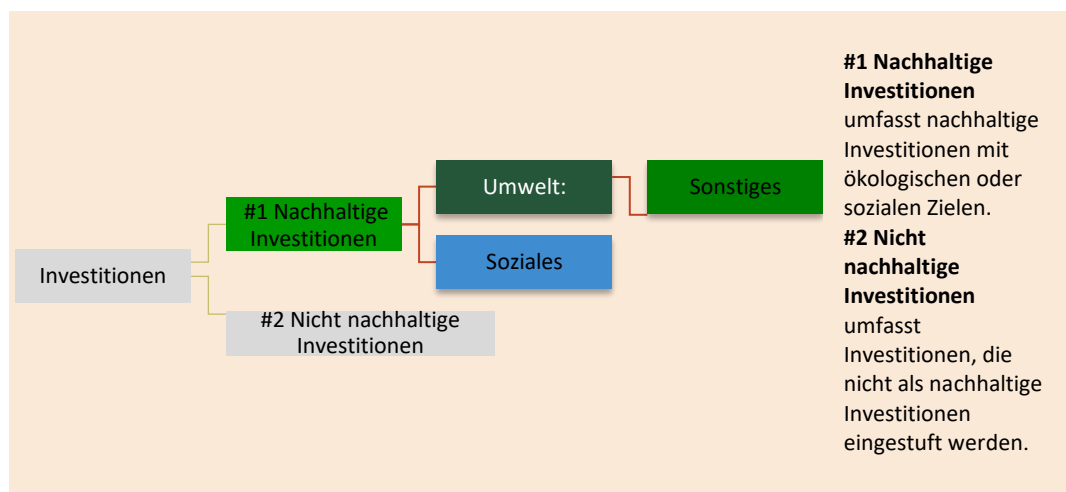 Investitionen
#1 Nachhaltige
Investitionen
#2 Nicht nachhaltige
Investitionen
Umwelt:
Soziales
Sonstiges
#1 Nachhaltige
Investitionen
umfasst nachhaltige
Investitionen mit
ökologischen oder
sozialen Zielen.
#2 Nicht
nachhaltige
Investitionen
umfasst
Investitionen, die
nicht als nachhaltige
Investitionen
eingestuft werden.